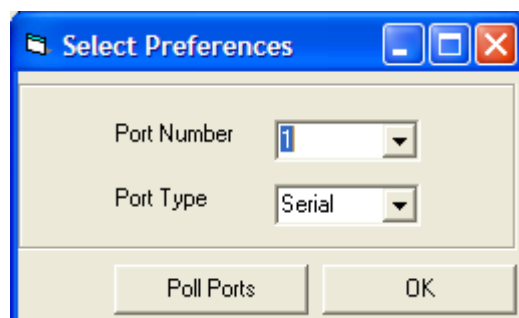 Select Preferences
Port Number 1
Port Type Serial
Poll Ports OK